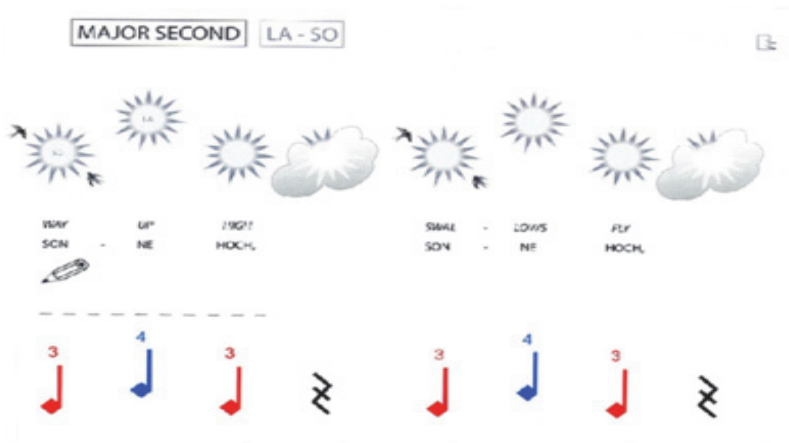 MAJOR SECOND LA - SO
LA
WAY UP HIGH SWAL - LOWS FLY
SON - NE HOCH, SON - NE HOCH,
3 4 3 3 4 3